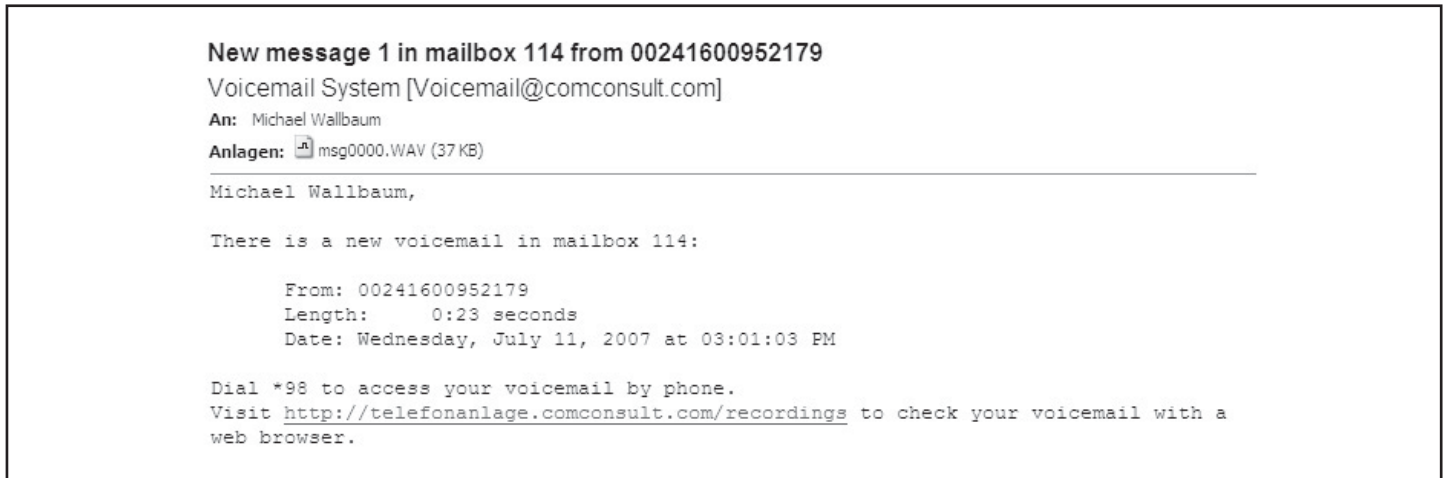 New message 1 in mailbox 114 from 00241600952179
Voicemail System [Voicemail@comconsult.com]
An: Michael Wallbaum
Anlagen: msg0000.WAV (37 KB)
Michael Wallbaum,
There is a new voicemail in mailbox 114:
From: 00241600952179
Length: 0:23 seconds
Date: Wednesday, July 11, 2007 at 03:01:03 PM
Dial *98 to access your voicemail by phone.
Visit http://telefonanlage.comconsult.com/recordings to check your voicemail with a
web browser.